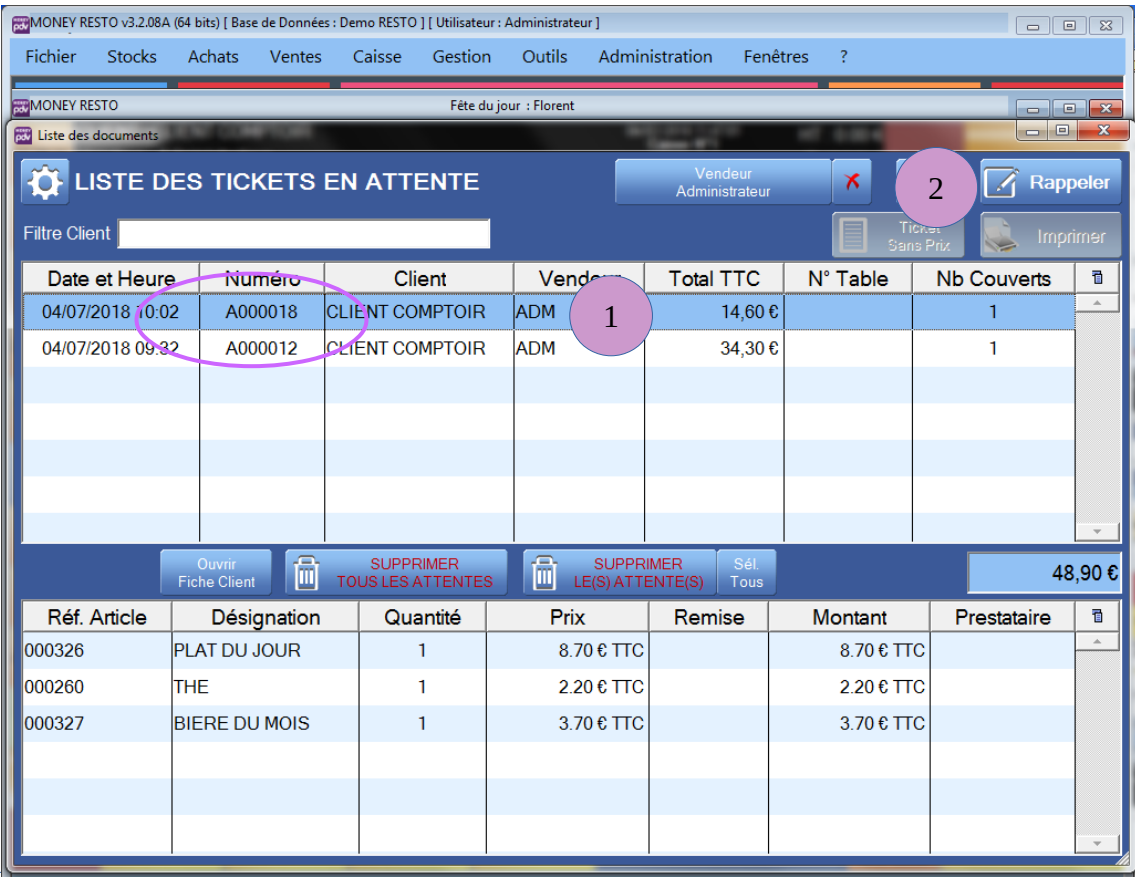 MONEY RESTO v3.2.08A (64 bits) [ Base de Données : Demo RESTO ] [ Utilisateur : Administrateur ]
Fichier Stocks Achats Ventes Caisse Gestion Outils Administration Fenêtres ?
MONEY RESTO Fête du jour : Florent
Liste des documents
LISTE DES TICKETS EN ATTENTE
Vendeur
Administrateur
2
Rappeler
Filtre Client
Ticket
Sans Prix
Imprimer
Date et Heure Numéro Client Vendeur Total TTC N° Table Nb Couverts
04/07/2018 10:02 A000018 CLIENT COMPTOIR ADM 1 14,60 € 1
04/07/2018 09:32 A000012 CLIENT COMPTOIR ADM 34,30 € 1
Ouvrir
Fiche Client
SUPPRIMER
TOUS LES ATTENTES
SUPPRIMER
LE(S) ATTENTE(S)
Sél.
Tous
48,90 €
Réf. Article Désignation Quantité Prix Remise Montant Prestataire
000326 PLAT DU JOUR 1 8.70 € TTC 8.70 € TTC
000260 THE 1 2.20 € TTC 2.20 € TTC
000327 BIERE DU MOIS 1 3.70 € TTC 3.70 € TTC